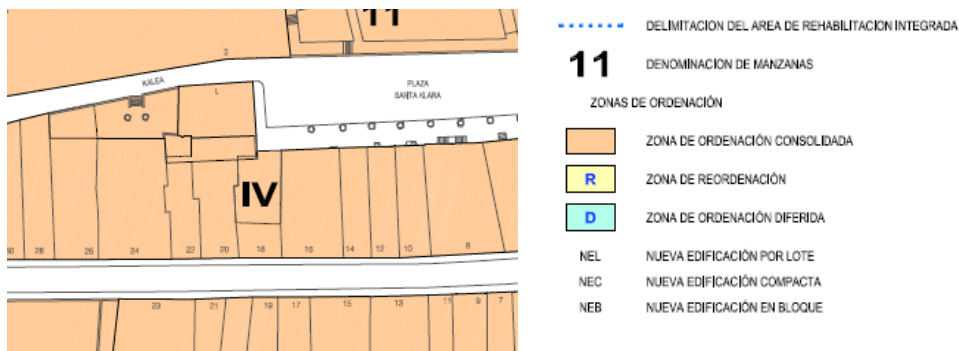 11
2
KALEA
1
PLAZA
SANTA KLARA
IV
30 28 26 24 22 20 18 16 14 12 10 8
23 21 19 17 15 13 11 9 7
DELIMITACION DEL AREA DE REHABILITACION INTEGRADA
11 DENOMINACION DE MANZANAS
ZONAS DE ORDENACIÓN
ZONA DE ORDENACIÓN CONSOLIDADA
R ZONA DE REORDENACIÓN
D ZONA DE ORDENACIÓN DIFERIDA
NEL NUEVA EDIFICACIÓN POR LOTE
NEC NUEVA EDIFICACIÓN COMPACTA
NEB NUEVA EDIFICACIÓN EN BLOQUE